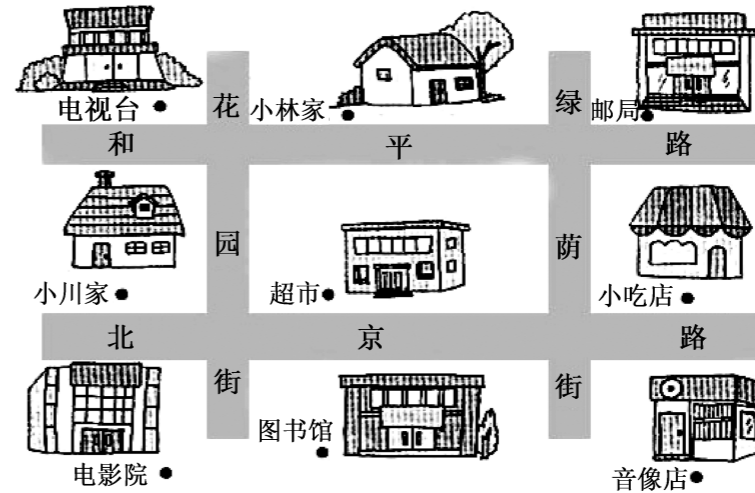 电视台
花
小林家
绿
邮局
和 平 路
园
荫
小川家
超市
小吃店
北 京 路
街
街
图书馆
电影院
音像店